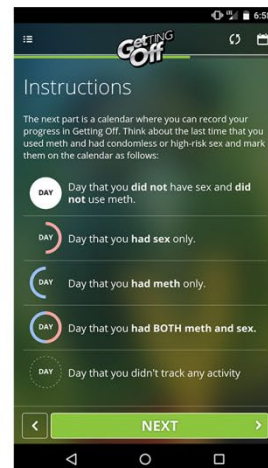 6:58
GetTING
Off
Instructions
The next part is a calendar where you can record your
progress in Getting Off. Think about the last time that you
used meth and had condomless or high-risk sex and mark
them on the calendar as follows:
DAY
Day that you did not have sex and did
not use meth.
DAY
Day that you had sex only.
DAY
Day that you had meth only.
DAY
Day that you had BOTH meth and sex.
DAY
Day that you didn't track any activity
NEXT